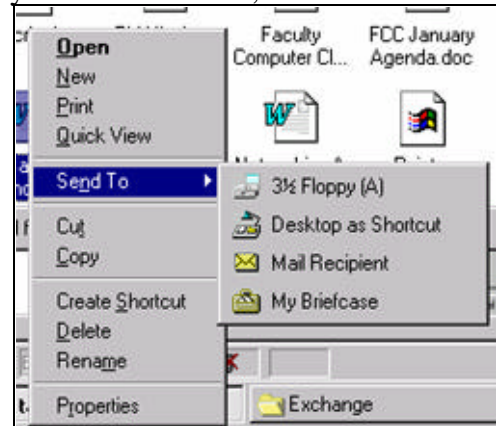 Open
New
Print
Quick View
Send To
Cut
Copy
Create Shortcut
Delete
Rename
Properties
3½ Floppy (A)
Desktop as Shortcut
Mail Recipient
My Briefcase
Faculty
Computer Cl...
FCC January
Agenda.doc
Exchange